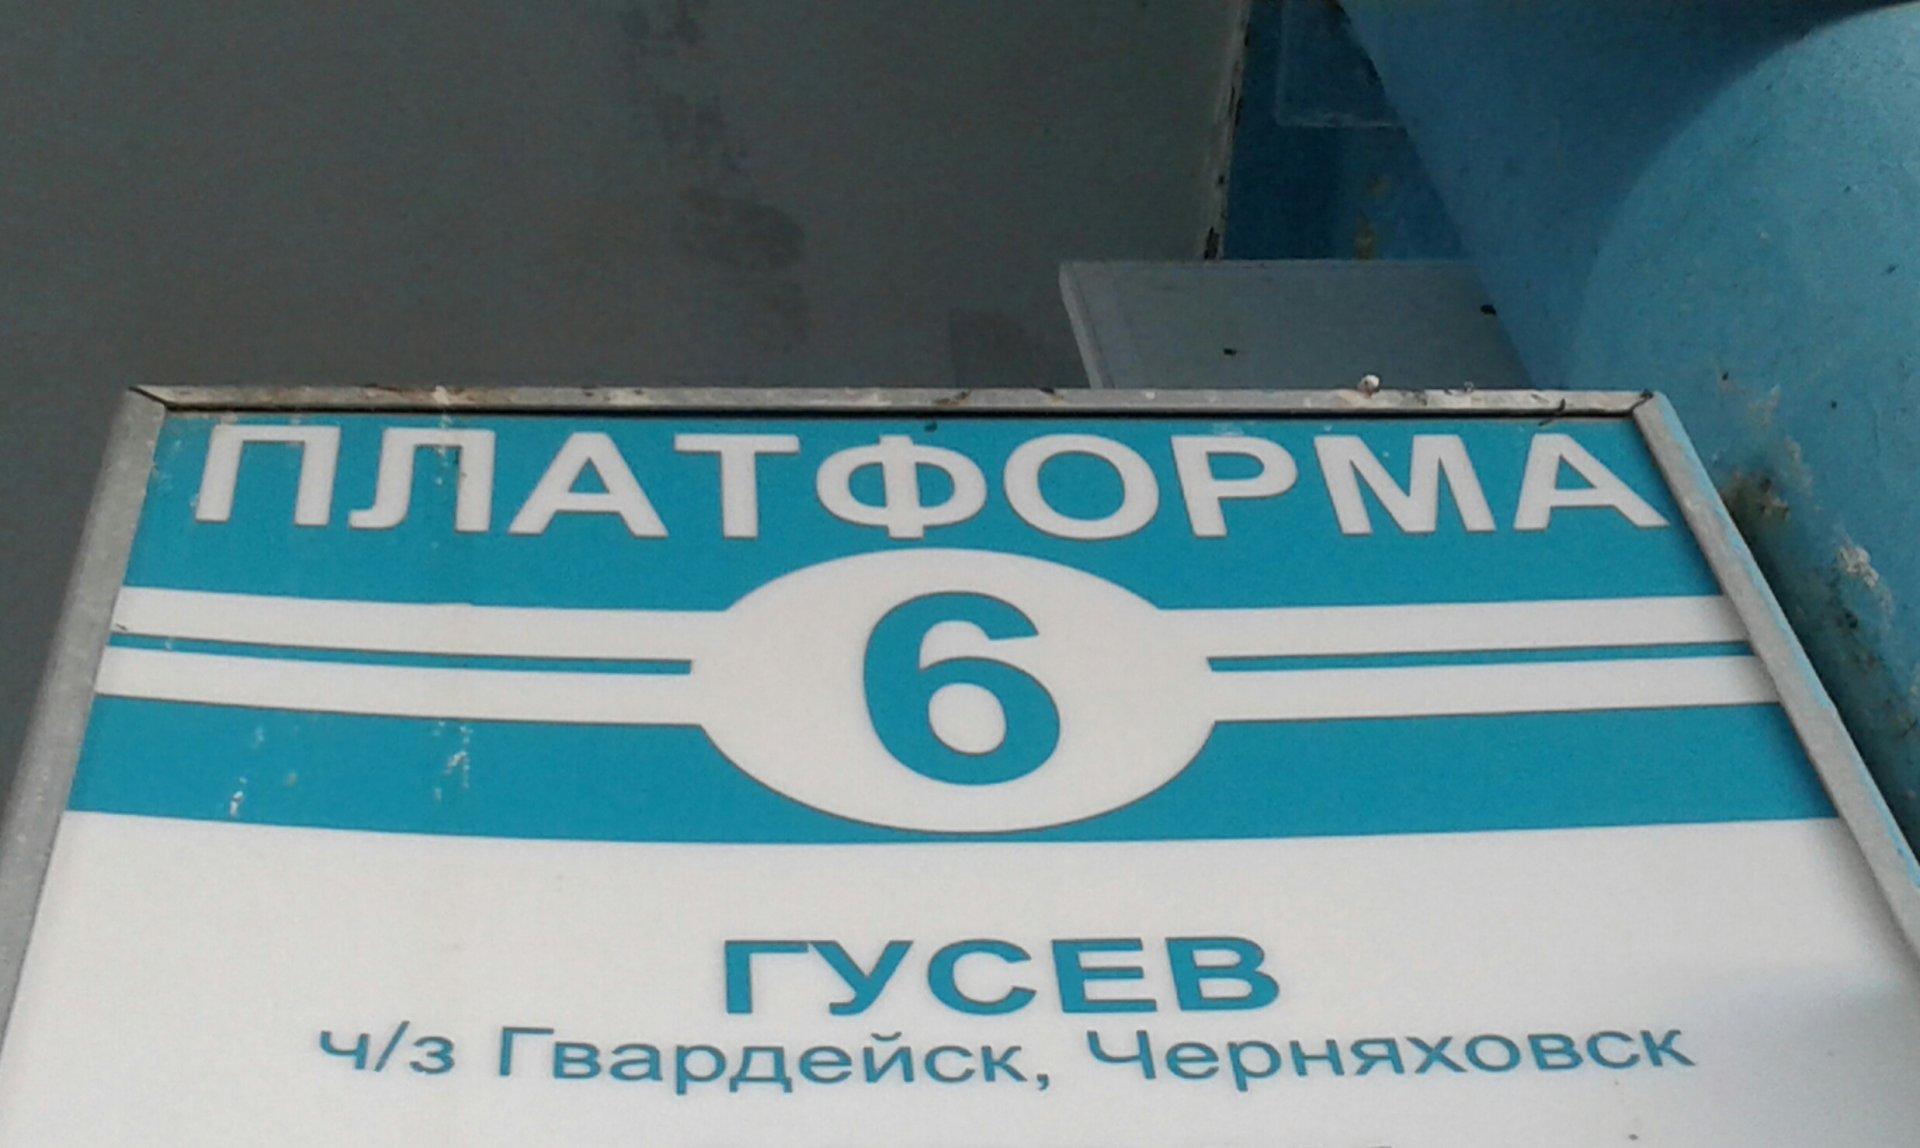 ПЛАТФОРМА
6
ГУСЕВ
ч/з Гвардейск, Черняховск